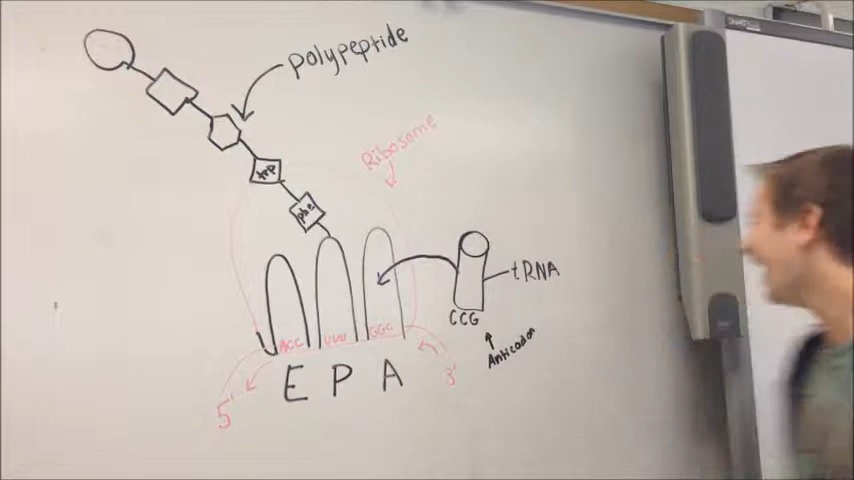 polypeptide
Ribosome
trp
phe
tRNA
CCG
Anticodon
ACC
UUU
GGC
E P A
5'
3'